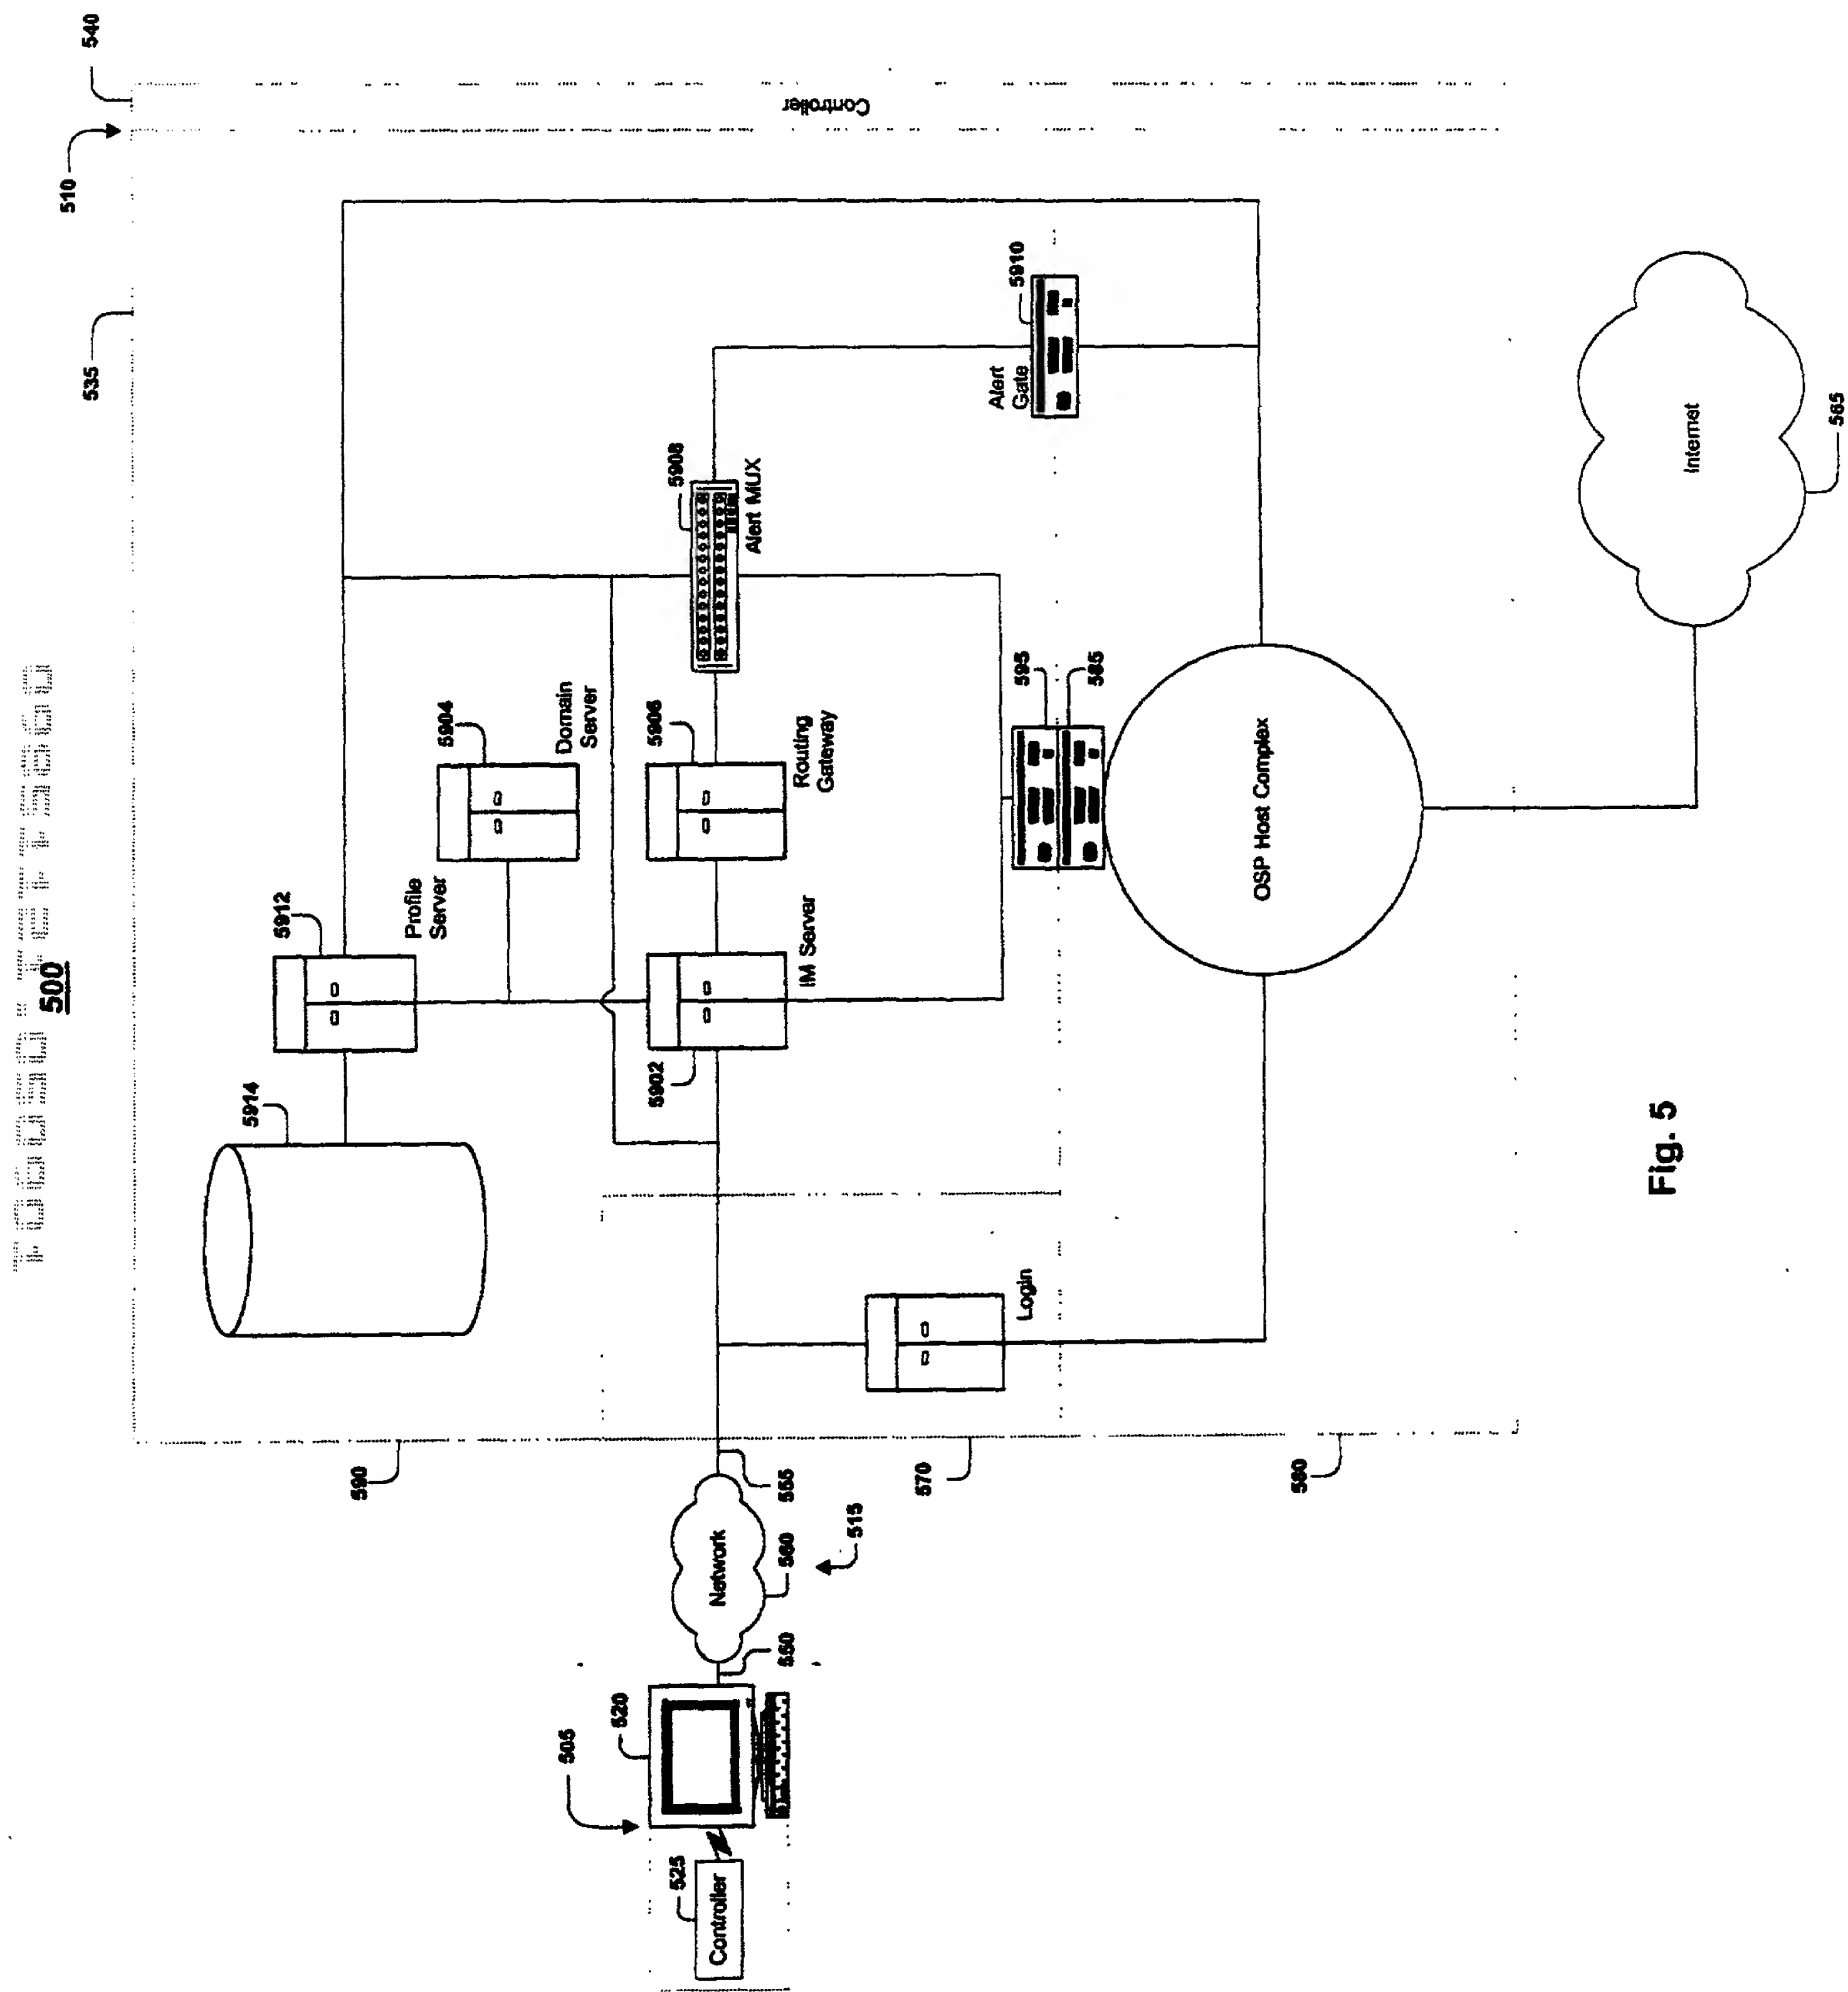 500
540
510
535
Controller
5912
5914
Profile
Server
5904
Domain
Server
5906
Routing
Gateway
5908
Alert MUX
5910
Alert
Gate
5902
IM Server
595
585
OSP Host Complex
Internet
565
Login
590
570
580
555
Network
560
515
550
505
520
525
Controller
Fig. 5